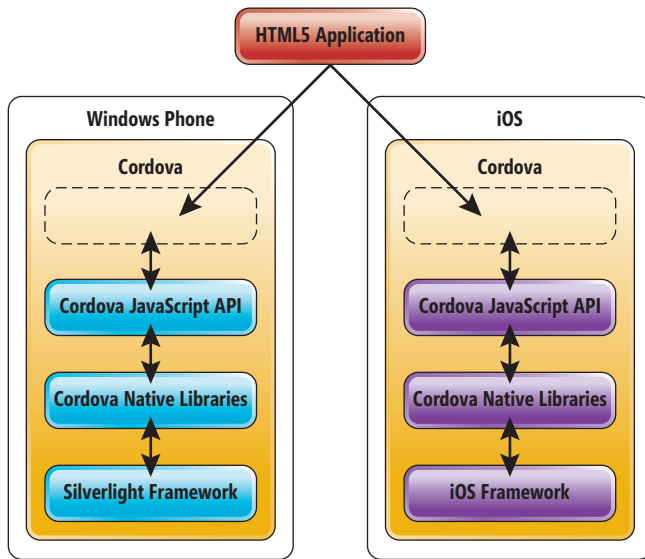 HTML5 Application
Windows Phone
Cordova
Cordova JavaScript API
Cordova Native Libraries
Silverlight Framework
iOS
Cordova
Cordova JavaScript API
Cordova Native Libraries
iOS Framework